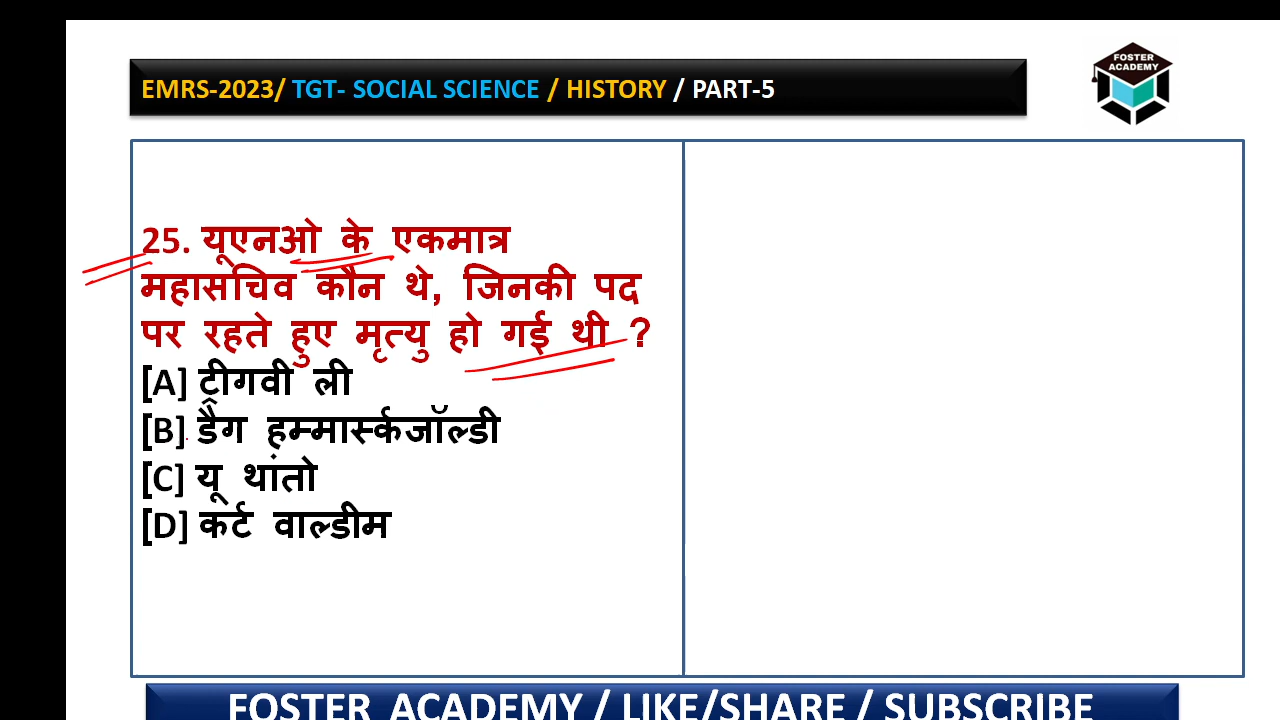 EMRS-2023/ TGT- SOCIAL SCIENCE / HISTORY / PART-5
FOSTER
ACADEMY
25. यूएनओ के एकमात्र
महासचिव कौन थे, जिनकी पद
पर रहते हुए मृत्यु हो गई थी ?
[A] ट्रीगवी ली
[B] डैग हम्मार्स्कजॉल्डी
[C] यू थांतो
[D] कर्ट वाल्डीम
FOSTER ACADEMY / LIKE/SHARE / SUBSCRIBE